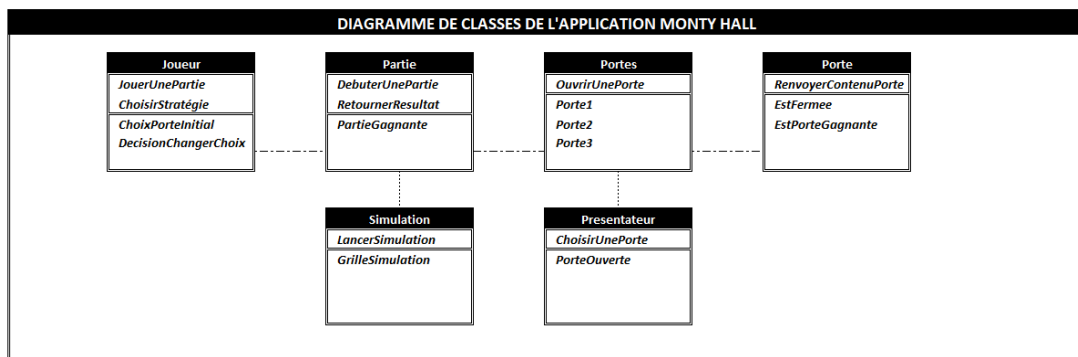 DIAGRAMME DE CLASSES DE L'APPLICATION MONTY HALL
Joueur
JouerUnePartie
ChoisirStratégie
ChoixPorteInitial
DecisionChangerChoix
Partie
DebuterUnePartie
RetournerResultat
PartieGagnante
Portes
OuvrirUnePorte
Porte1
Porte2
Porte3
Porte
RenvoyerContenuPorte
EstFermee
EstPorteGagnante
Simulation
LancerSimulation
GrilleSimulation
Presentateur
ChoisirUnePorte
PorteOuverte